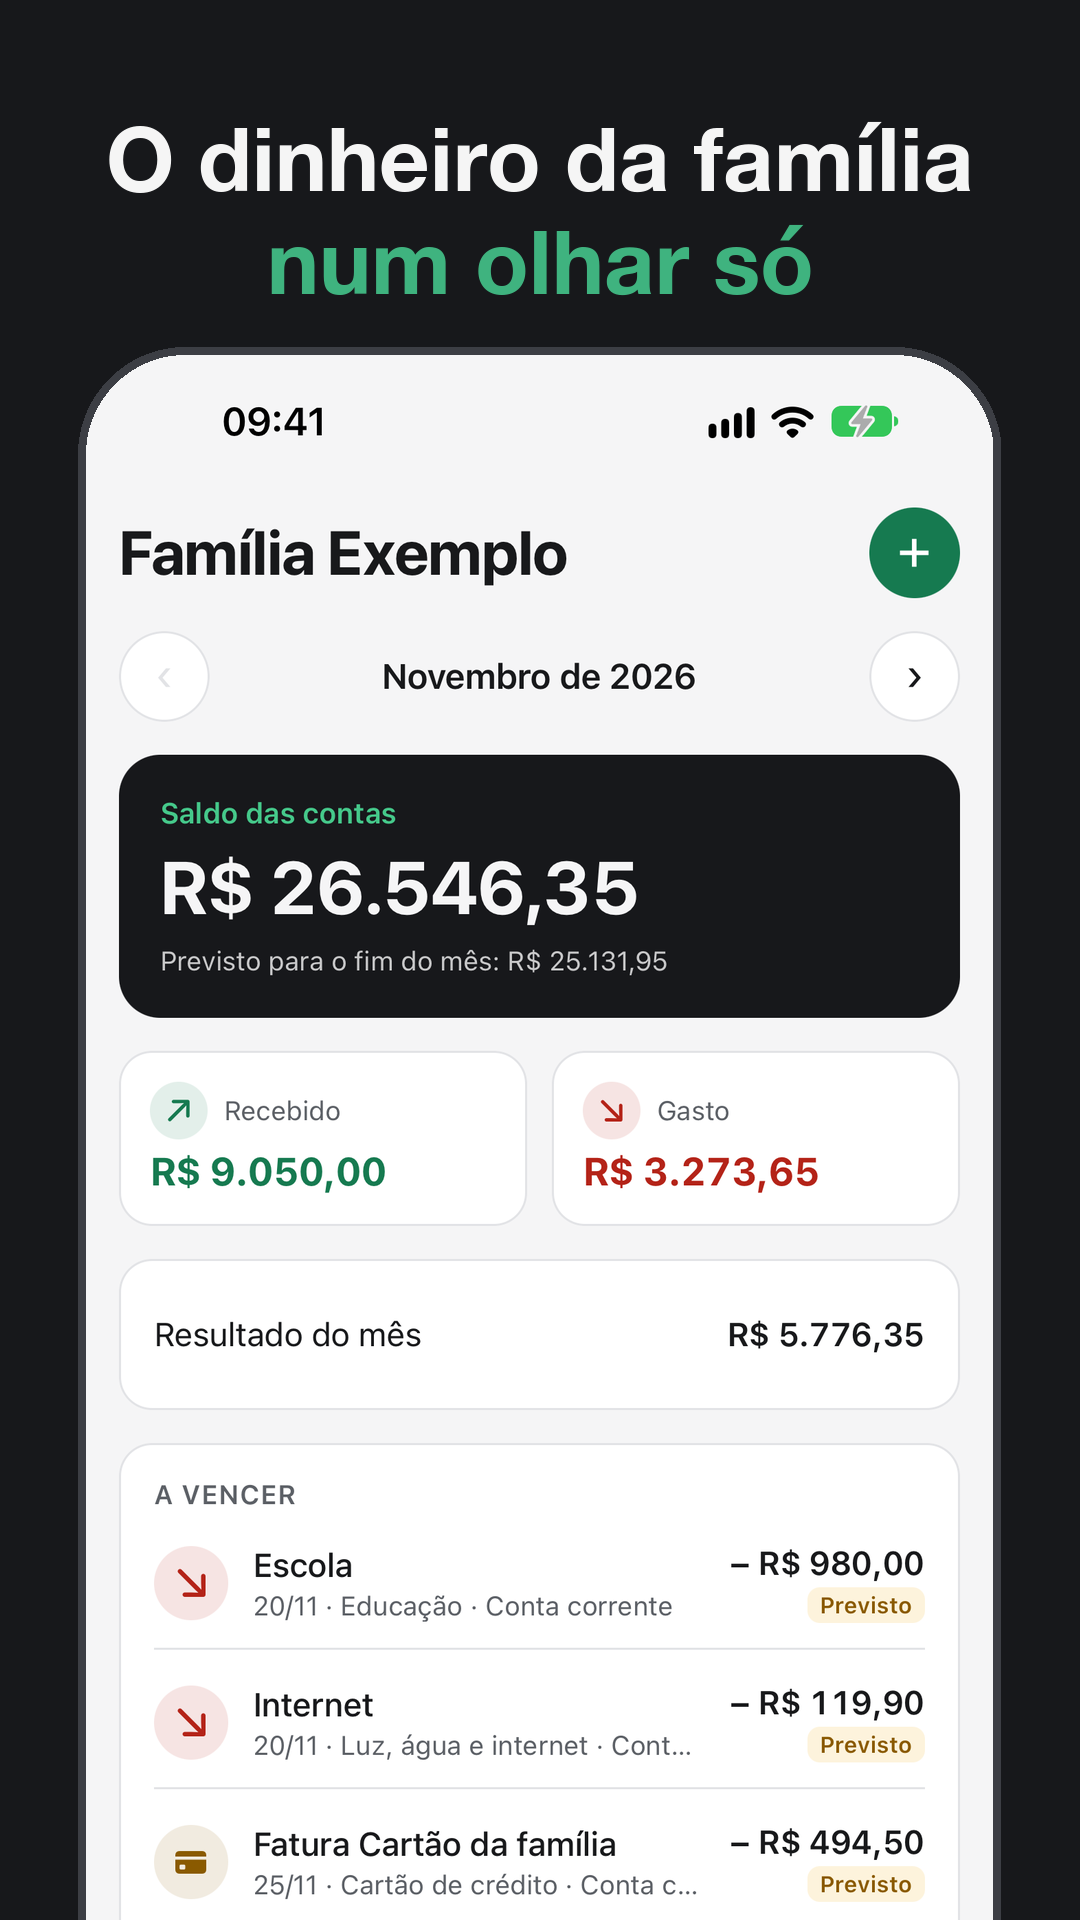 O dinheiro da família
num olhar só
09:41
Família Exemplo
+
‹ Novembro de 2026 ›
Saldo das contas
R$ 26.546,35
Previsto para o fim do mês: R$ 25.131,95
Recebido
R$ 9.050,00
Gasto
R$ 3.273,65
Resultado do mês R$ 5.776,35
A VENCER
Escola – R$ 980,00
20/11 · Educação · Conta corrente Previsto
Internet – R$ 119,90
20/11 · Luz, água e internet · Cont... Previsto
Fatura Cartão da família – R$ 494,50
25/11 · Cartão de crédito · Conta c... Previsto